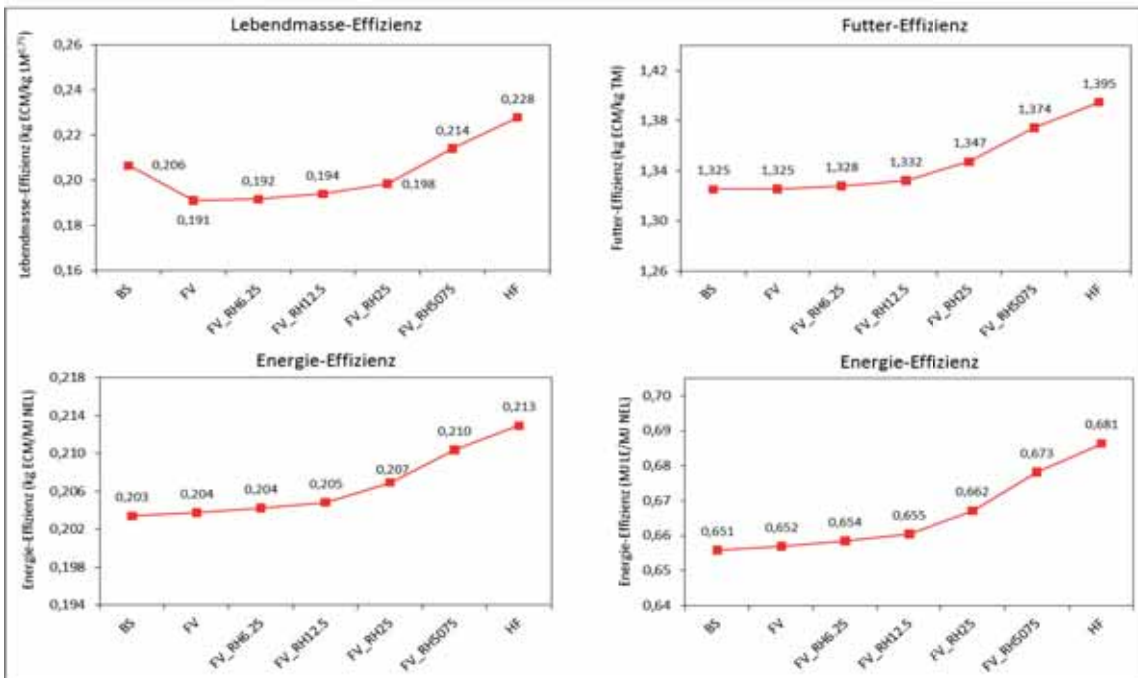 Lebendmasse-Effizienz
Lebendmasse-Effizienz (kg ECM/kg LM^0,75)
0,26
0,24
0,22
0,20
0,18
0,16
0,206
0,191
0,192
0,194
0,198
0,214
0,228
BS
FV
FV_RH6.25
FV_RH12.5
FV_RH25
FV_RH5075
HF
Futter-Effizienz
Futter-Effizienz (kg ECM/kg TM)
1,42
1,38
1,34
1,30
1,26
1,325
1,325
1,328
1,332
1,347
1,374
1,395
BS
FV
FV_RH6.25
FV_RH12.5
FV_RH25
FV_RH5075
HF
Energie-Effizienz
Energie-Effizienz (kg ECM/MJ NEL)
0,218
0,214
0,210
0,206
0,202
0,198
0,194
0,203
0,204
0,204
0,205
0,207
0,210
0,213
BS
FV
FV_RH6.25
FV_RH12.5
FV_RH25
FV_RH5075
HF
Energie-Effizienz
Energie-Effizienz (MJ LE/MJ NEL)
0,70
0,69
0,68
0,67
0,66
0,65
0,64
0,651
0,652
0,654
0,655
0,662
0,673
0,681
BS
FV
FV_RH6.25
FV_RH12.5
FV_RH25
FV_RH5075
HF